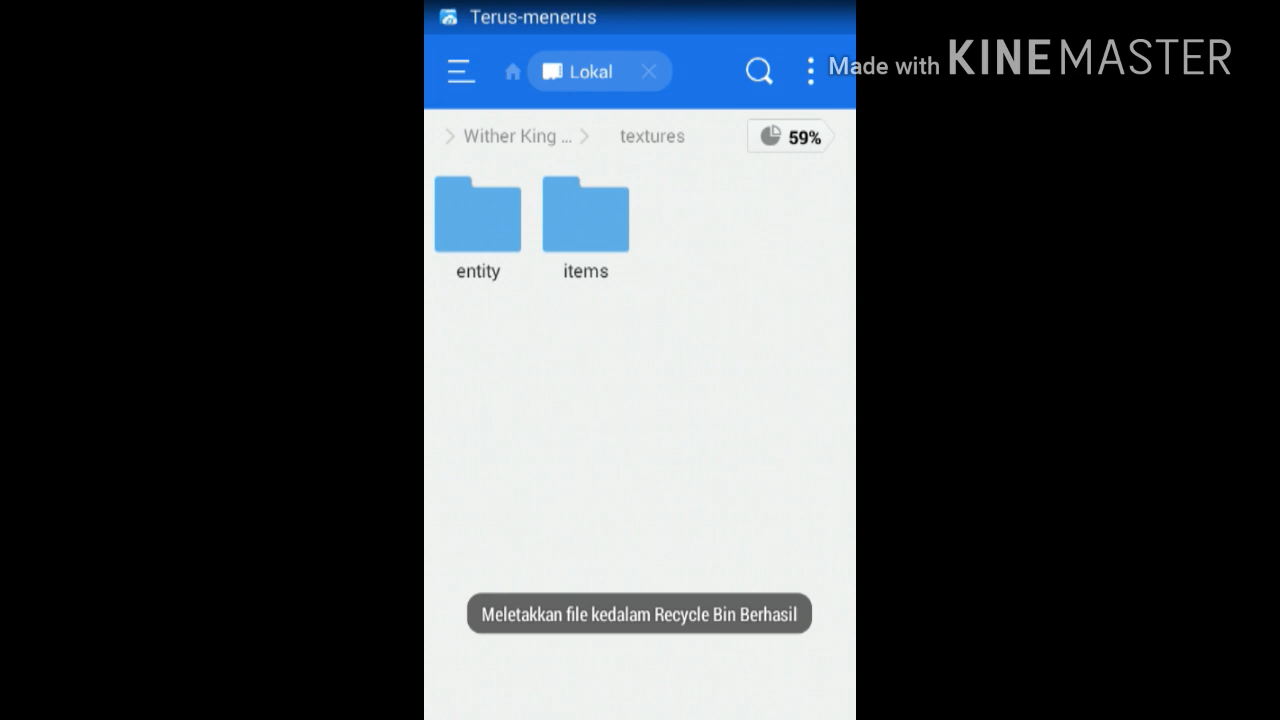 Terus-menerus
Lokal
Made with KINEMASTER
Wither King ...
textures
59%
entity
items
Meletakkan file kedalam Recycle Bin Berhasil